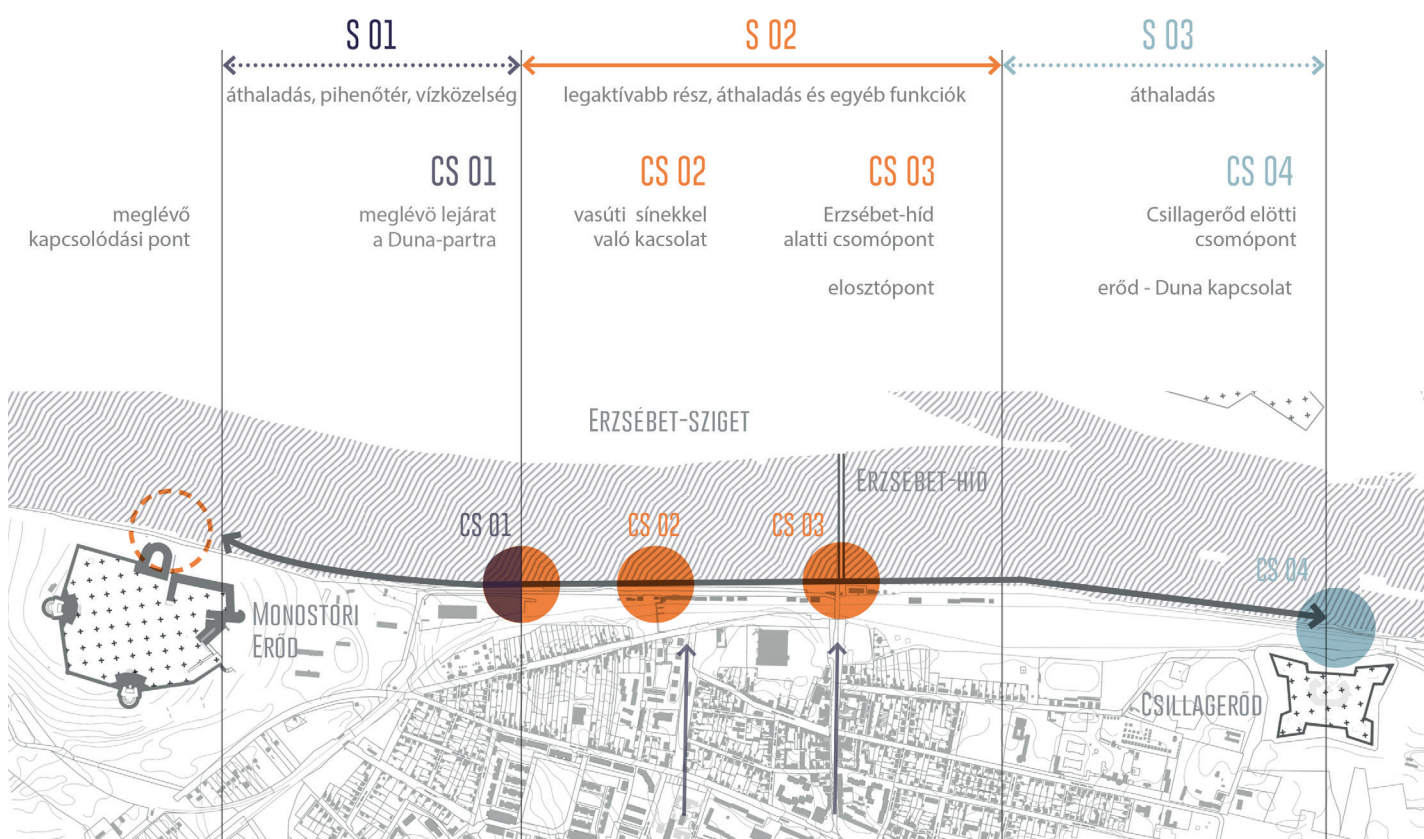 S 01
S 02
S 03
áthaladás, pihenőtér, vízközelség
legaktívabb rész, áthaladás és egyéb funkciók
áthaladás
CS 01
CS 02
CS 03
CS 04
meglévő
kapcsolódási pont
meglévö lejárat
a Duna-partra
vasúti sínekkel
való kacsolat
Erzsébet-híd
alatti csomópont
elosztópont
Csillagerőd elötti
csomópont
erőd - Duna kapcsolat
ERZSÉBET-SZIGET
ERZSÉBET-HÍD
CS 01
CS 02
CS 03
CS 04
MONOSTÓRI
ERŐD
CSILLAGERŐD